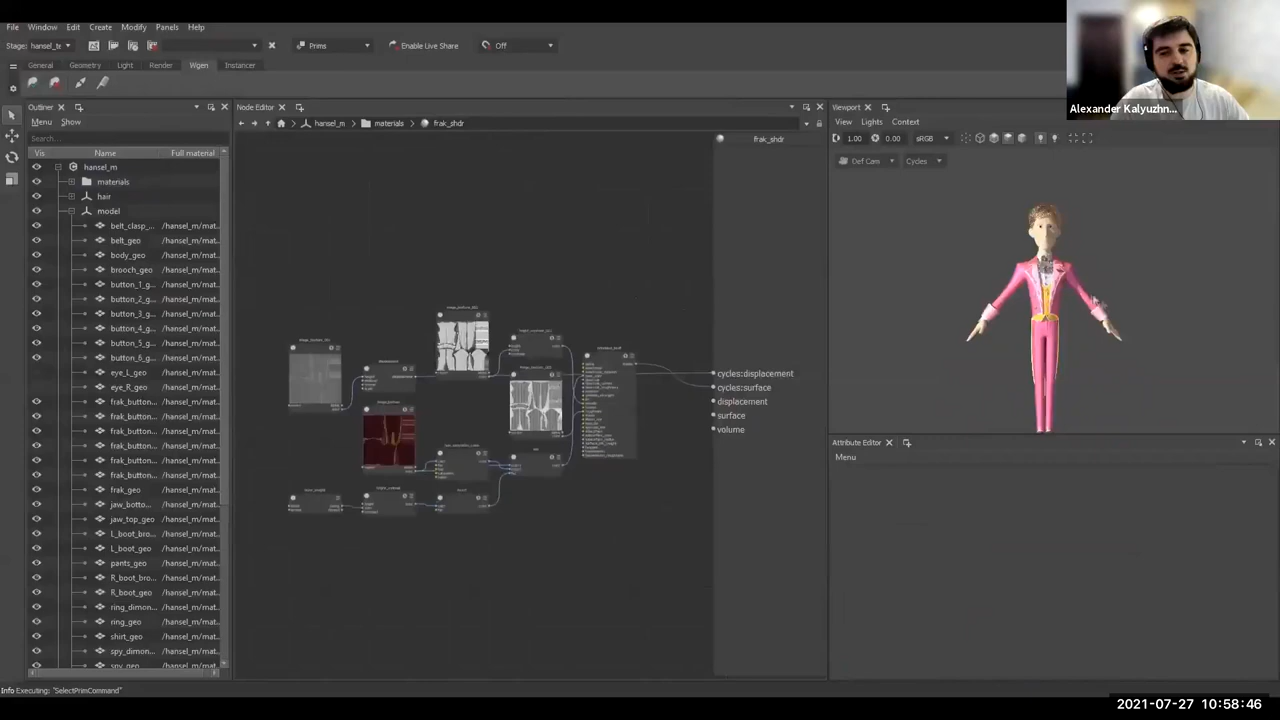 File Window Edit Create Modify Panels Help
Stage: hansel_te Prims Enable Live Share Off
General Geometry Light Render Wgen Instancer
Alexander Kalyuzhn...
Outliner
Menu Show
Search...
Vis Name Full material
hansel_m
materials
hair
model
belt_clasp_... /hansel_m/mat...
belt_geo /hansel_m/mat...
body_geo /hansel_m/mat...
brooch_geo /hansel_m/mat...
button_1_g... /hansel_m/mat...
button_2_g... /hansel_m/mat...
button_3_g... /hansel_m/mat...
button_4_g... /hansel_m/mat...
button_5_g... /hansel_m/mat...
button_6_g... /hansel_m/mat...
eye_L_geo /hansel_m/mat...
eye_R_geo /hansel_m/mat...
frak_button... /hansel_m/mat...
frak_button... /hansel_m/mat...
frak_button... /hansel_m/mat...
frak_button... /hansel_m/mat...
frak_button... /hansel_m/mat...
frak_button... /hansel_m/mat...
frak_geo /hansel_m/mat...
jaw_botto... /hansel_m/mat...
jaw_top_geo /hansel_m/mat...
L_boot_bro... /hansel_m/mat...
L_boot_geo /hansel_m/mat...
pants_geo /hansel_m/mat...
R_boot_bro... /hansel_m/mat...
R_boot_geo /hansel_m/mat...
ring_dimon... /hansel_m/mat...
ring_geo /hansel_m/mat...
shirt_geo /hansel_m/mat...
spy_dimon... /hansel_m/mat...
spy_geo /hansel_m/mat...
Node Editor
hansel_m materials frak_shdr
frak_shdr
cycles:displacement
cycles:surface
displacement
surface
volume
Viewport
View Lights Context
1.00 0.00 sRGB
Def Cam Cycles
Attribute Editor
Menu
Info Executing: "SelectPrimCommand"
2021-07-27 10:58:46